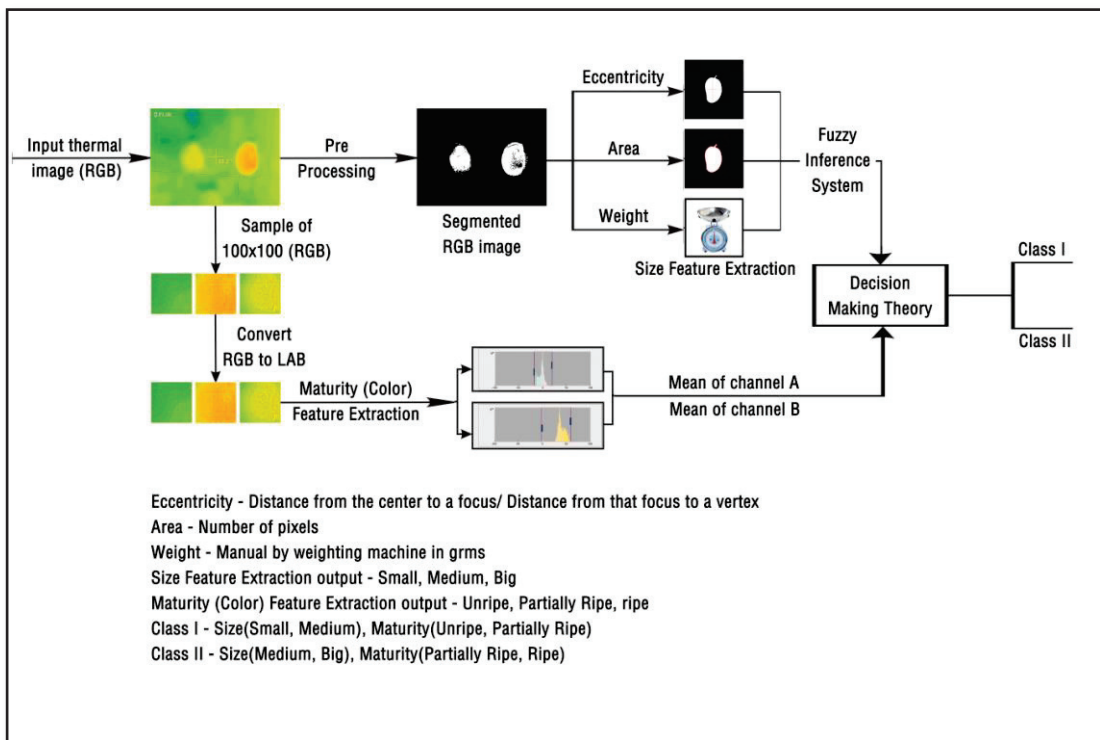 Input thermal
image (RGB)
Pre
Processing
Segmented
RGB image
Eccentricity
Area
Weight
Size Feature Extraction
Fuzzy
Inference
System
Sample of
100x100 (RGB)
Convert
RGB to LAB
Maturity (Color)
Feature Extraction
Mean of channel A
Mean of channel B
Decision
Making Theory
Class I
Class II
Eccentricity - Distance from the center to a focus/ Distance from that focus to a vertex
Area - Number of pixels
Weight - Manual by weighting machine in grms
Size Feature Extraction output - Small, Medium, Big
Maturity (Color) Feature Extraction output - Unripe, Partially Ripe, ripe
Class I - Size(Small, Medium), Maturity(Unripe, Partially Ripe)
Class II - Size(Medium, Big), Maturity(Partially Ripe, Ripe)